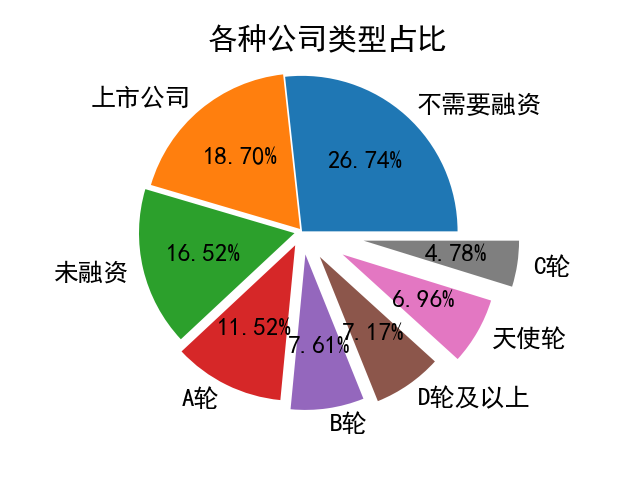 各种公司类型占比
不需要融资
26.74%
上市公司
18.70%
未融资
16.52%
A轮
11.52%
B轮
7.61%
D轮及以上
7.17%
天使轮
6.96%
C轮
4.78%